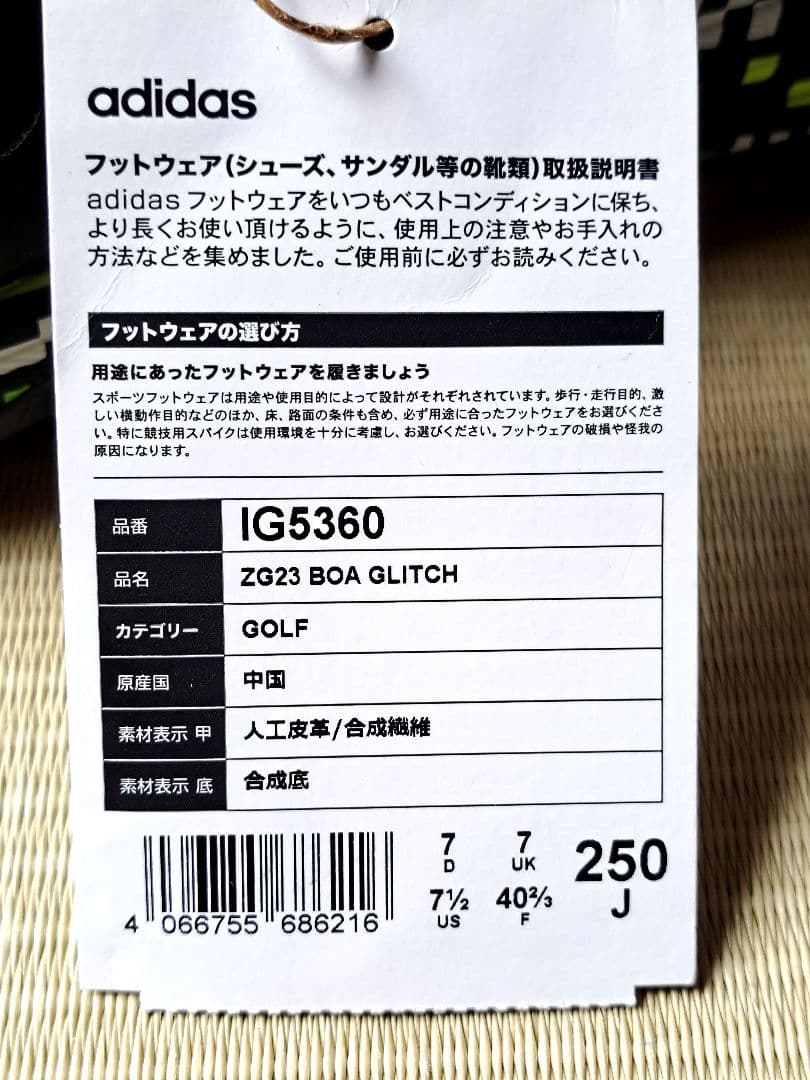 adidas
フットウェア(シューズ、サンダル等の靴類)取扱説明書
adidas フットウェアをいつもベストコンディションに保ち、
より長くお使い頂けるように、使用上の注意やお手入れの
方法などを集めました。ご使用前に必ずお読みください。
フットウェアの選び方
用途にあったフットウェアを履きましょう
スポーツフットウェアは用途や使用目的によって設計がそれぞれされています。歩行・走行目的、激
しい横動作目的などのほか、床、路面の条件も含め、必ず用途に合ったフットウェアをお選びくださ
い。特に競技用スパイクは使用環境を十分に考慮し、お選びください。フットウェアの破損や怪我の
原因になります。
品番 IG5360
品名 ZG23 BOA GLITCH
カテゴリー GOLF
原産国 中国
素材表示 甲 人工皮革/合成繊維
素材表示 底 合成底
7 7 250
D UK J
7½ 40⅔
US F
4 066755 686216